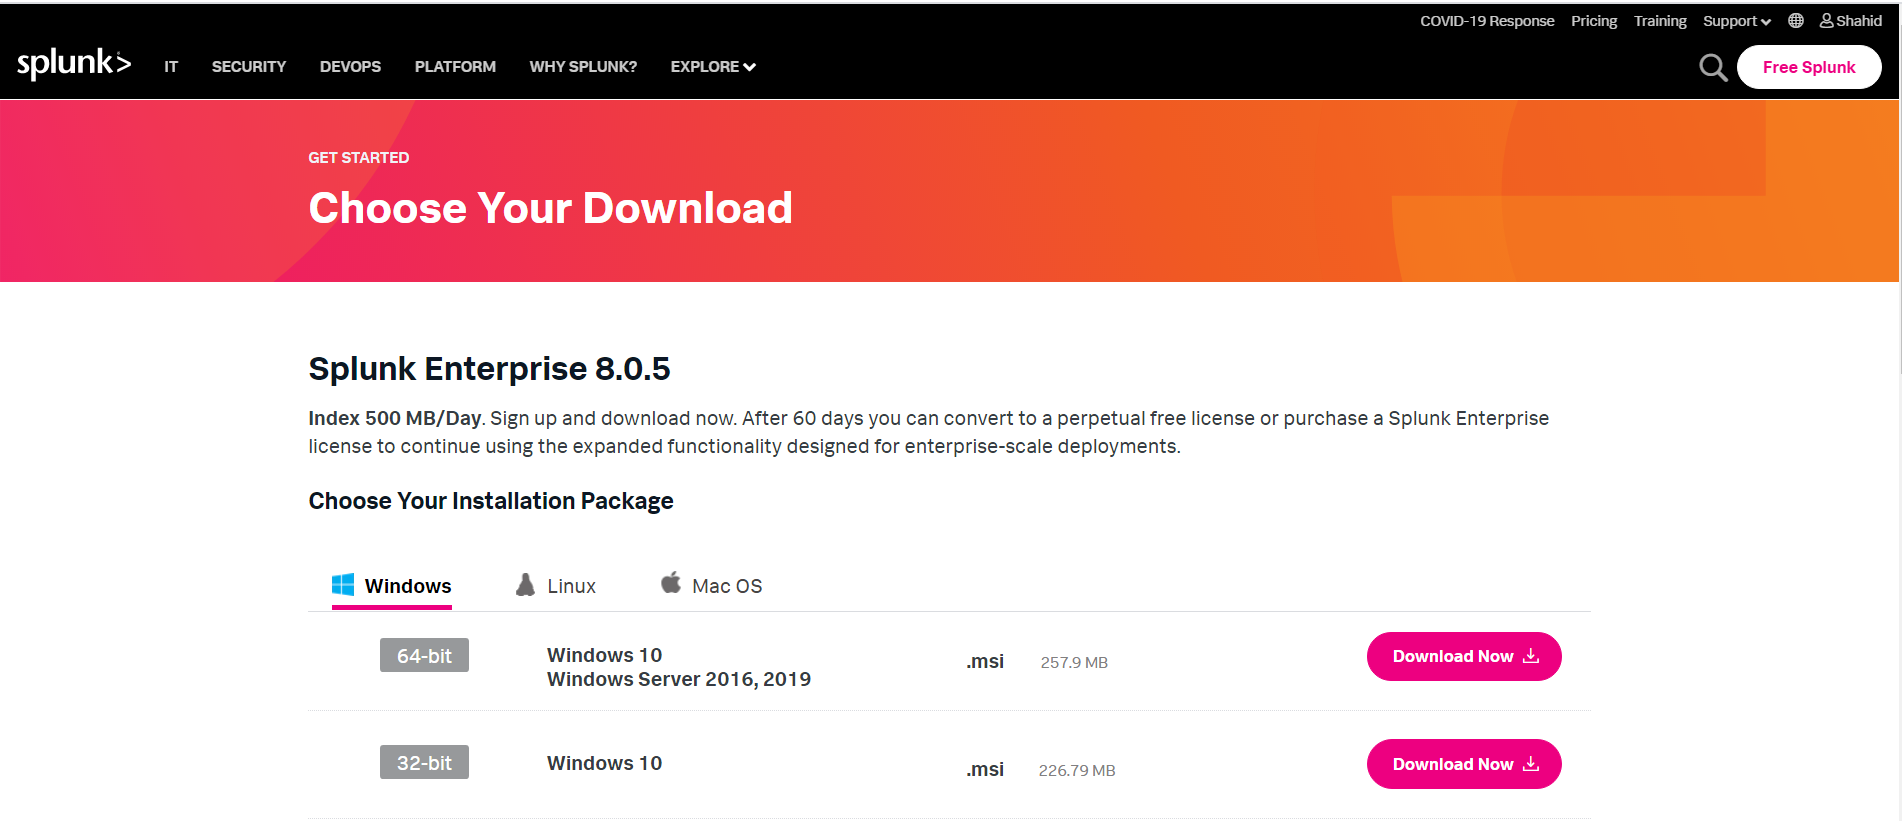 COVID-19 Response Pricing Training Support Shahid
splunk> IT SECURITY DEVOPS PLATFORM WHY SPLUNK? EXPLORE Free Splunk
GET STARTED
Choose Your Download
Splunk Enterprise 8.0.5
Index 500 MB/Day. Sign up and download now. After 60 days you can convert to a perpetual free license or purchase a Splunk Enterprise
license to continue using the expanded functionality designed for enterprise-scale deployments.
Choose Your Installation Package
Windows Linux Mac OS
64-bit Windows 10 .msi 257.9 MB Download Now
Windows Server 2016, 2019
32-bit Windows 10 .msi 226.79 MB Download Now